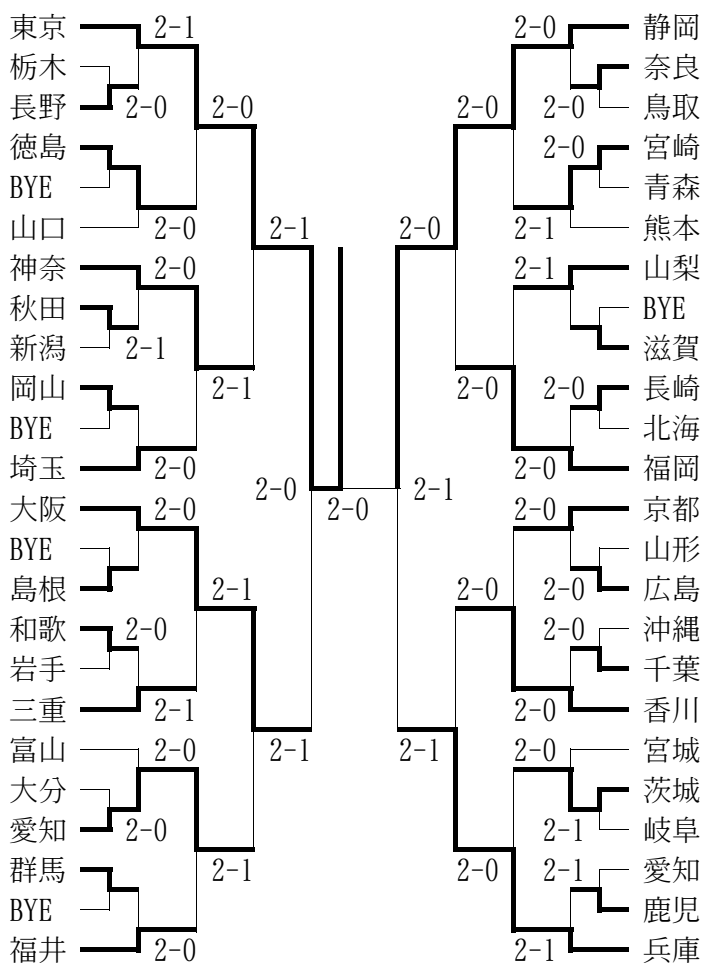 東京 2-1 2-0 静岡
栃木 奈良
長野 2-0 2-0 2-0 2-0 鳥取
徳島 2-0 宮崎
BYE 青森
山口 2-0 2-1 2-0 2-1 熊本
神奈 2-0 2-1 山梨
秋田 BYE
新潟 2-1 滋賀
岡山 2-1 2-0 2-0 長崎
BYE 北海
埼玉 2-0 2-0 福岡
大阪 2-0 2-0 2-0 2-1 2-0 京都
BYE 山形
島根 2-1 2-0 2-0 広島
和歌 2-0 2-0 沖縄
岩手 千葉
三重 2-1 2-0 香川
富山 2-0 2-1 2-1 2-0 宮城
大分 茨城
愛知 2-0 2-1 岐阜
群馬 2-1 2-0 2-1 愛知
BYE 鹿児
福井 2-0 2-1 兵庫